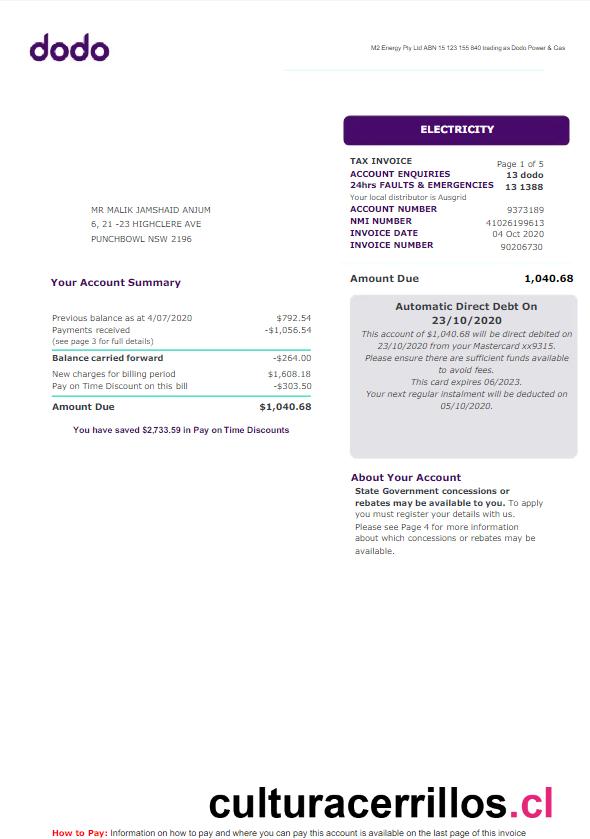 dodo
M2 Energy Pty Ltd ABN 15 123 155 840 trading as Dodo Power & Gas
ELECTRICITY
TAX INVOICE Page 1 of 5
ACCOUNT ENQUIRIES 13 dodo
24hrs FAULTS & EMERGENCIES 13 1388
Your local distributor is Ausgrid
ACCOUNT NUMBER 9373189
NMI NUMBER 41026199613
INVOICE DATE 04 Oct 2020
INVOICE NUMBER 90206730
MR MALIK JAMSHAID ANJUM
6, 21 -23 HIGHCLERE AVE
PUNCHBOWL NSW 2196
Your Account Summary
Previous balance as at 4/07/2020 $792.54
Payments received -$1,056.54
(see page 3 for full details)
Balance carried forward -$264.00
New charges for billing period $1,608.18
Pay on Time Discount on this bill -$303.50
Amount Due $1,040.68
You have saved $2,733.59 in Pay on Time Discounts
Amount Due 1,040.68
Automatic Direct Debt On
23/10/2020
This account of $1,040.68 will be direct debited on
23/10/2020 from your Mastercard xx9315.
Please ensure there are sufficient funds available
to avoid fees.
This card expires 06/2023.
Your next regular instalment will be deducted on
05/10/2020.
About Your Account
State Government concessions or
rebates may be available to you. To apply
you must register your details with us.
Please see Page 4 for more information
about which concessions or rebates may be
available.
culturacerrillos.cl
How to Pay: Information on how to pay and where you can pay this account is available on the last page of this invoice